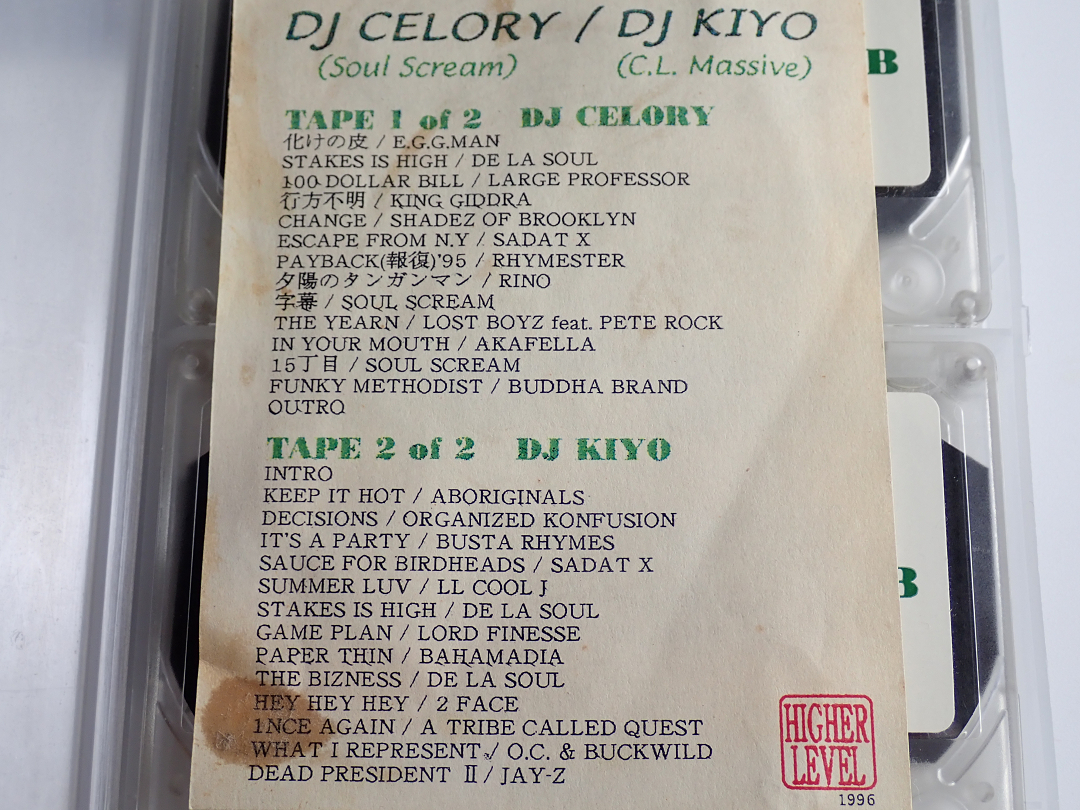 DJ CELORY / DJ KIYO
(Soul Scream) (C.L. Massive)
TAPE 1 of 2 DJ CELORY
化けの皮 / E.G.G.MAN
STAKES IS HIGH / DE LA SOUL
100 DOLLAR BILL / LARGE PROFESSOR
行方不明 / KING GIDDRA
CHANGE / SHADEZ OF BROOKLYN
ESCAPE FROM N.Y / SADAT X
PAYBACK(報復)'95 / RHYMESTER
夕陽のタンガンマン / RINO
字幕 / SOUL SCREAM
THE YEARN / LOST BOYZ feat. PETE ROCK
IN YOUR MOUTH / AKAFELLA
15丁目 / SOUL SCREAM
FUNKY METHODIST / BUDDHA BRAND
OUTRO
TAPE 2 of 2 DJ KIYO
INTRO
KEEP IT HOT / ABORIGINALS
DECISIONS / ORGANIZED KONFUSION
IT'S A PARTY / BUSTA RHYMES
SAUCE FOR BIRDHEADS / SADAT X
SUMMER LUV / LL COOL J
STAKES IS HIGH / DE LA SOUL
GAME PLAN / LORD FINESSE
PAPER THIN / BAHAMADIA
THE BIZNESS / DE LA SOUL
HEY HEY HEY / 2 FACE
1NCE AGAIN / A TRIBE CALLED QUEST
WHAT I REPRESENT / O.C. & BUCKWILD
DEAD PRESIDENT Ⅱ / JAY-Z
HIGHER
LEVEL
1996
B
B